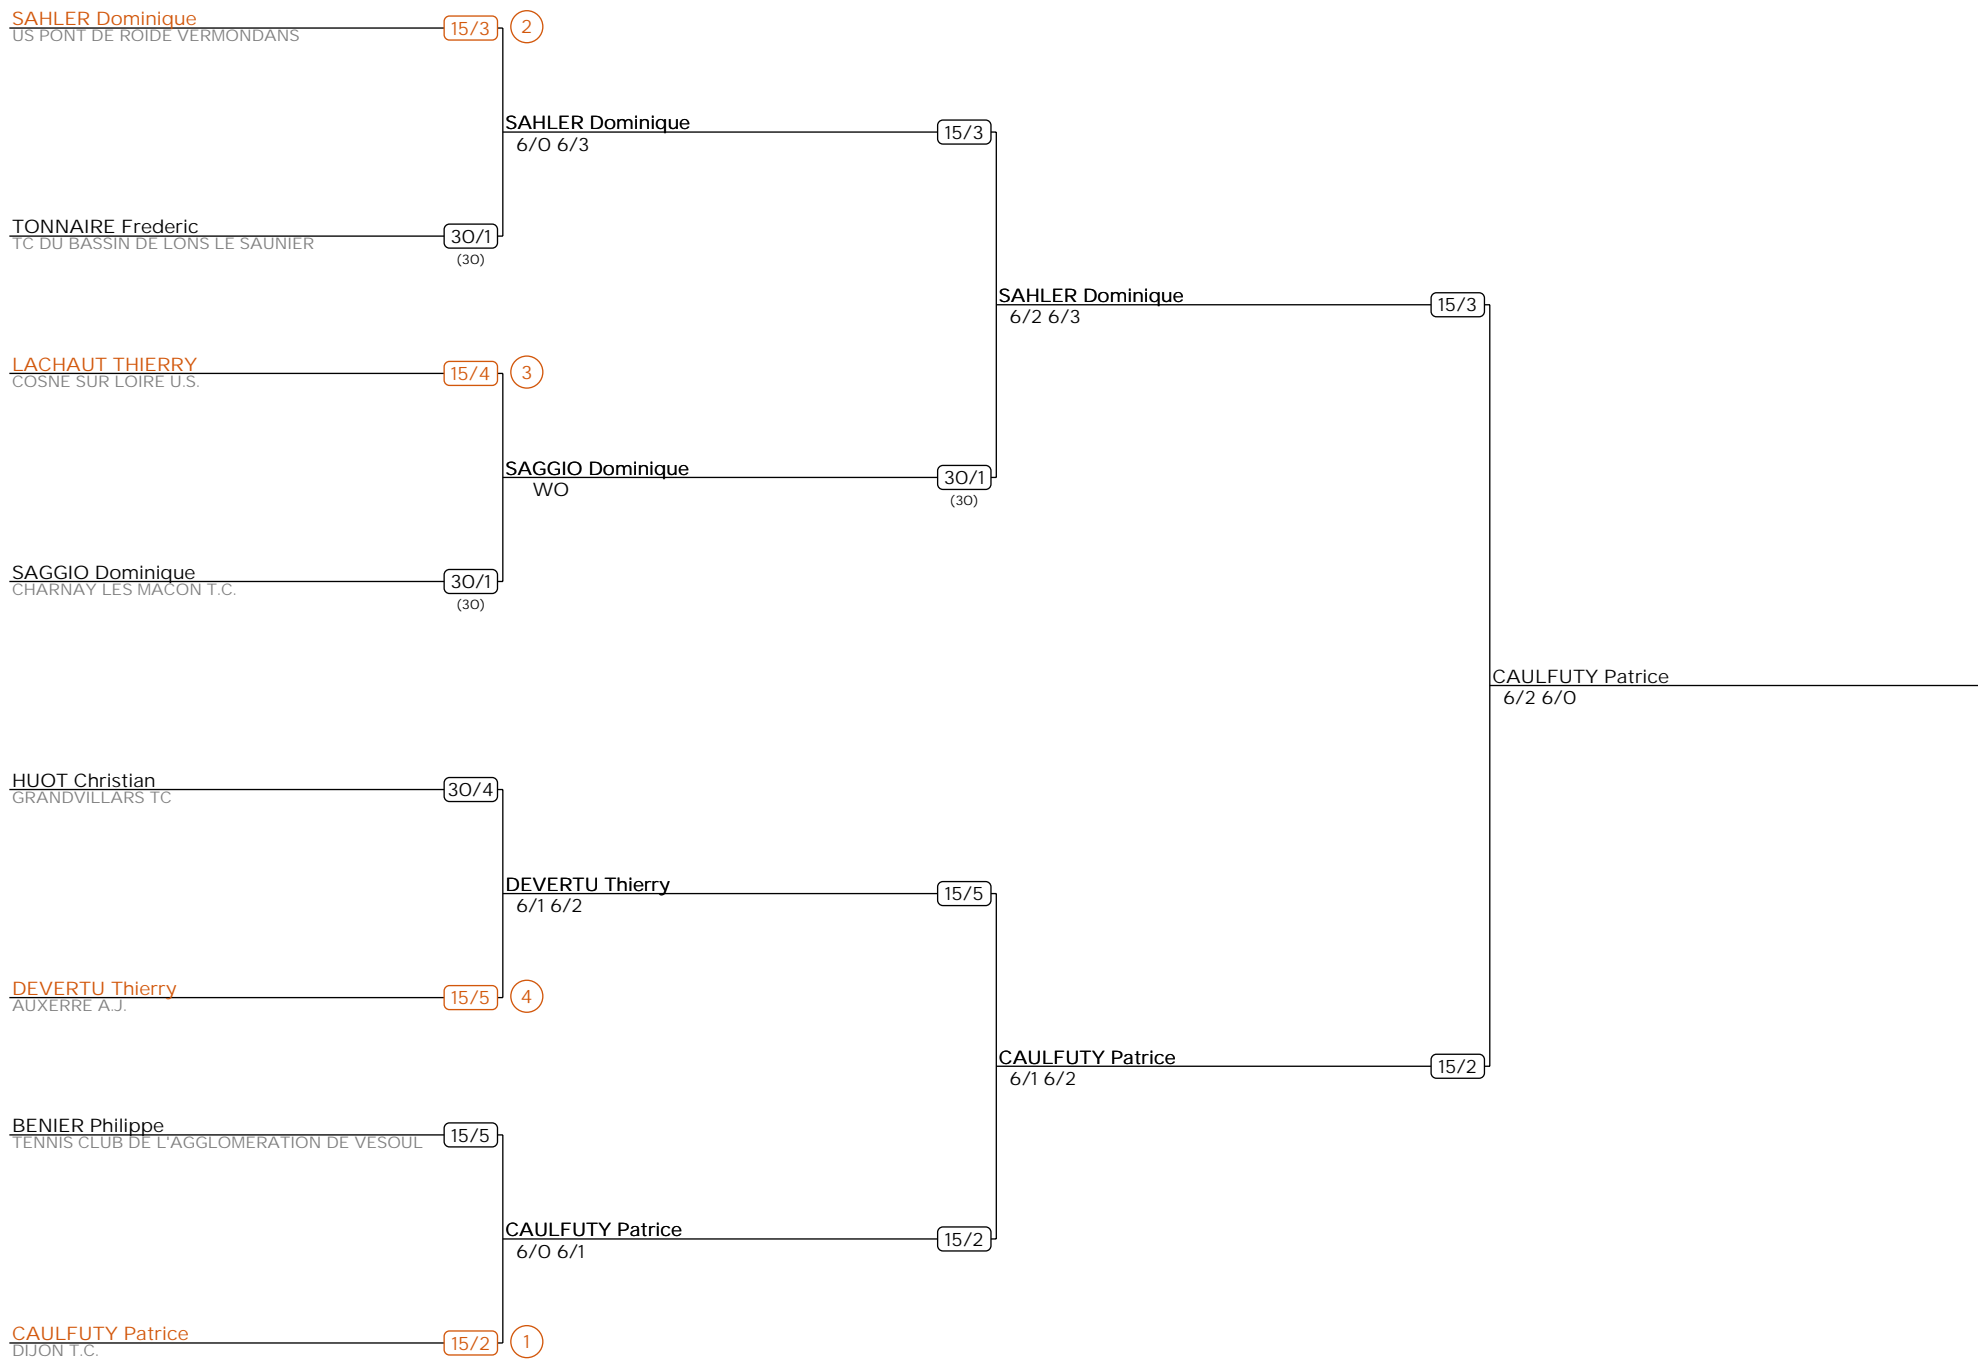 SAHLER Dominique
US PONT DE ROIDE VERMONDANS
15/3
2
SAHLER Dominique
6/0 6/3
15/3
TONNAIRE Frederic
TC DU BASSIN DE LONS LE SAUNIER
30/1
(30)
SAHLER Dominique
6/2 6/3
15/3
LACHAUT THIERRY
COSNE SUR LOIRE U.S.
15/4
3
SAGGIO Dominique
WO
30/1
(30)
SAGGIO Dominique
CHARNAY LES MACON T.C.
30/1
(30)
CAULFUTY Patrice
6/2 6/0
HUOT Christian
GRANDVILLARS TC
30/4
DEVERTU Thierry
6/1 6/2
15/5
DEVERTU Thierry
AUXERRE A.J.
15/5
4
CAULFUTY Patrice
6/1 6/2
15/2
BENIER Philippe
TENNIS CLUB DE L'AGGLOMERATION DE VESOUL
15/5
CAULFUTY Patrice
6/0 6/1
15/2
CAULFUTY Patrice
DIJON T.C.
15/2
1